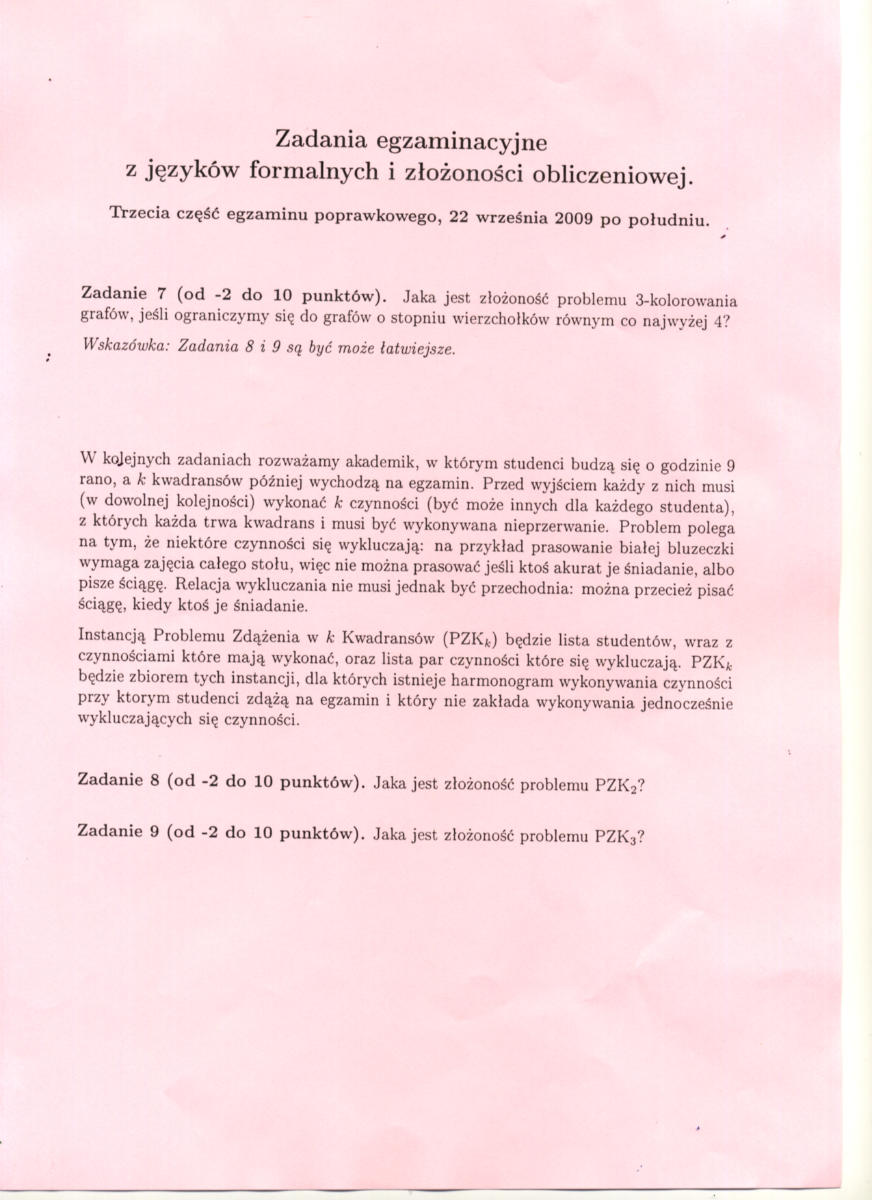 Zadania egzaminacyjne
z języków formalnych i złożoności obliczeniowej.
Trzecia część egzaminu poprawkowego, 22 września 2009 po południu.
Zadanie 7 (od -2 do 10 punktów). Jaka jest złożoność problemu 3-kolorowania
grafów, jeśli ograniczymy się do grafów o stopniu wierzchołków równym co najwyżej 4?
Wskazówka: Zadania 8 i 9 są być może łatwiejsze.
W kolejnych zadaniach rozważamy akademik, w którym studenci budzą się o godzinie 9
rano, a k kwadransów później wychodzą na egzamin. Przed wyjściem każdy z nich musi
(w dowolnej kolejności) wykonać k czynności (być może innych dla każdego studenta),
z których każda trwa kwadrans i musi być wykonywana nieprzerwanie. Problem polega
na tym, że niektóre czynności się wykluczają: na przykład prasowanie białej bluzeczki
wymaga zajęcia całego stołu, więc nie można prasować jeśli ktoś akurat je śniadanie, albo
pisze ściągę. Relacja wykluczania nie musi jednak być przechodnia: można przecież pisać
ściągę, kiedy ktoś je śniadanie.
Instancją Problemu Zdążenia w k Kwadransów (PZKₖ) będzie lista studentów, wraz z
czynnościami które mają wykonać, oraz lista par czynności które się wykluczają. PZKₖ
będzie zbiorem tych instancji, dla których istnieje harmonogram wykonywania czynności
przy ktorym studenci zdążą na egzamin i który nie zakłada wykonywania jednocześnie
wykluczających się czynności.
Zadanie 8 (od -2 do 10 punktów). Jaka jest złożoność problemu PZK₂?
Zadanie 9 (od -2 do 10 punktów). Jaka jest złożoność problemu PZK₃?